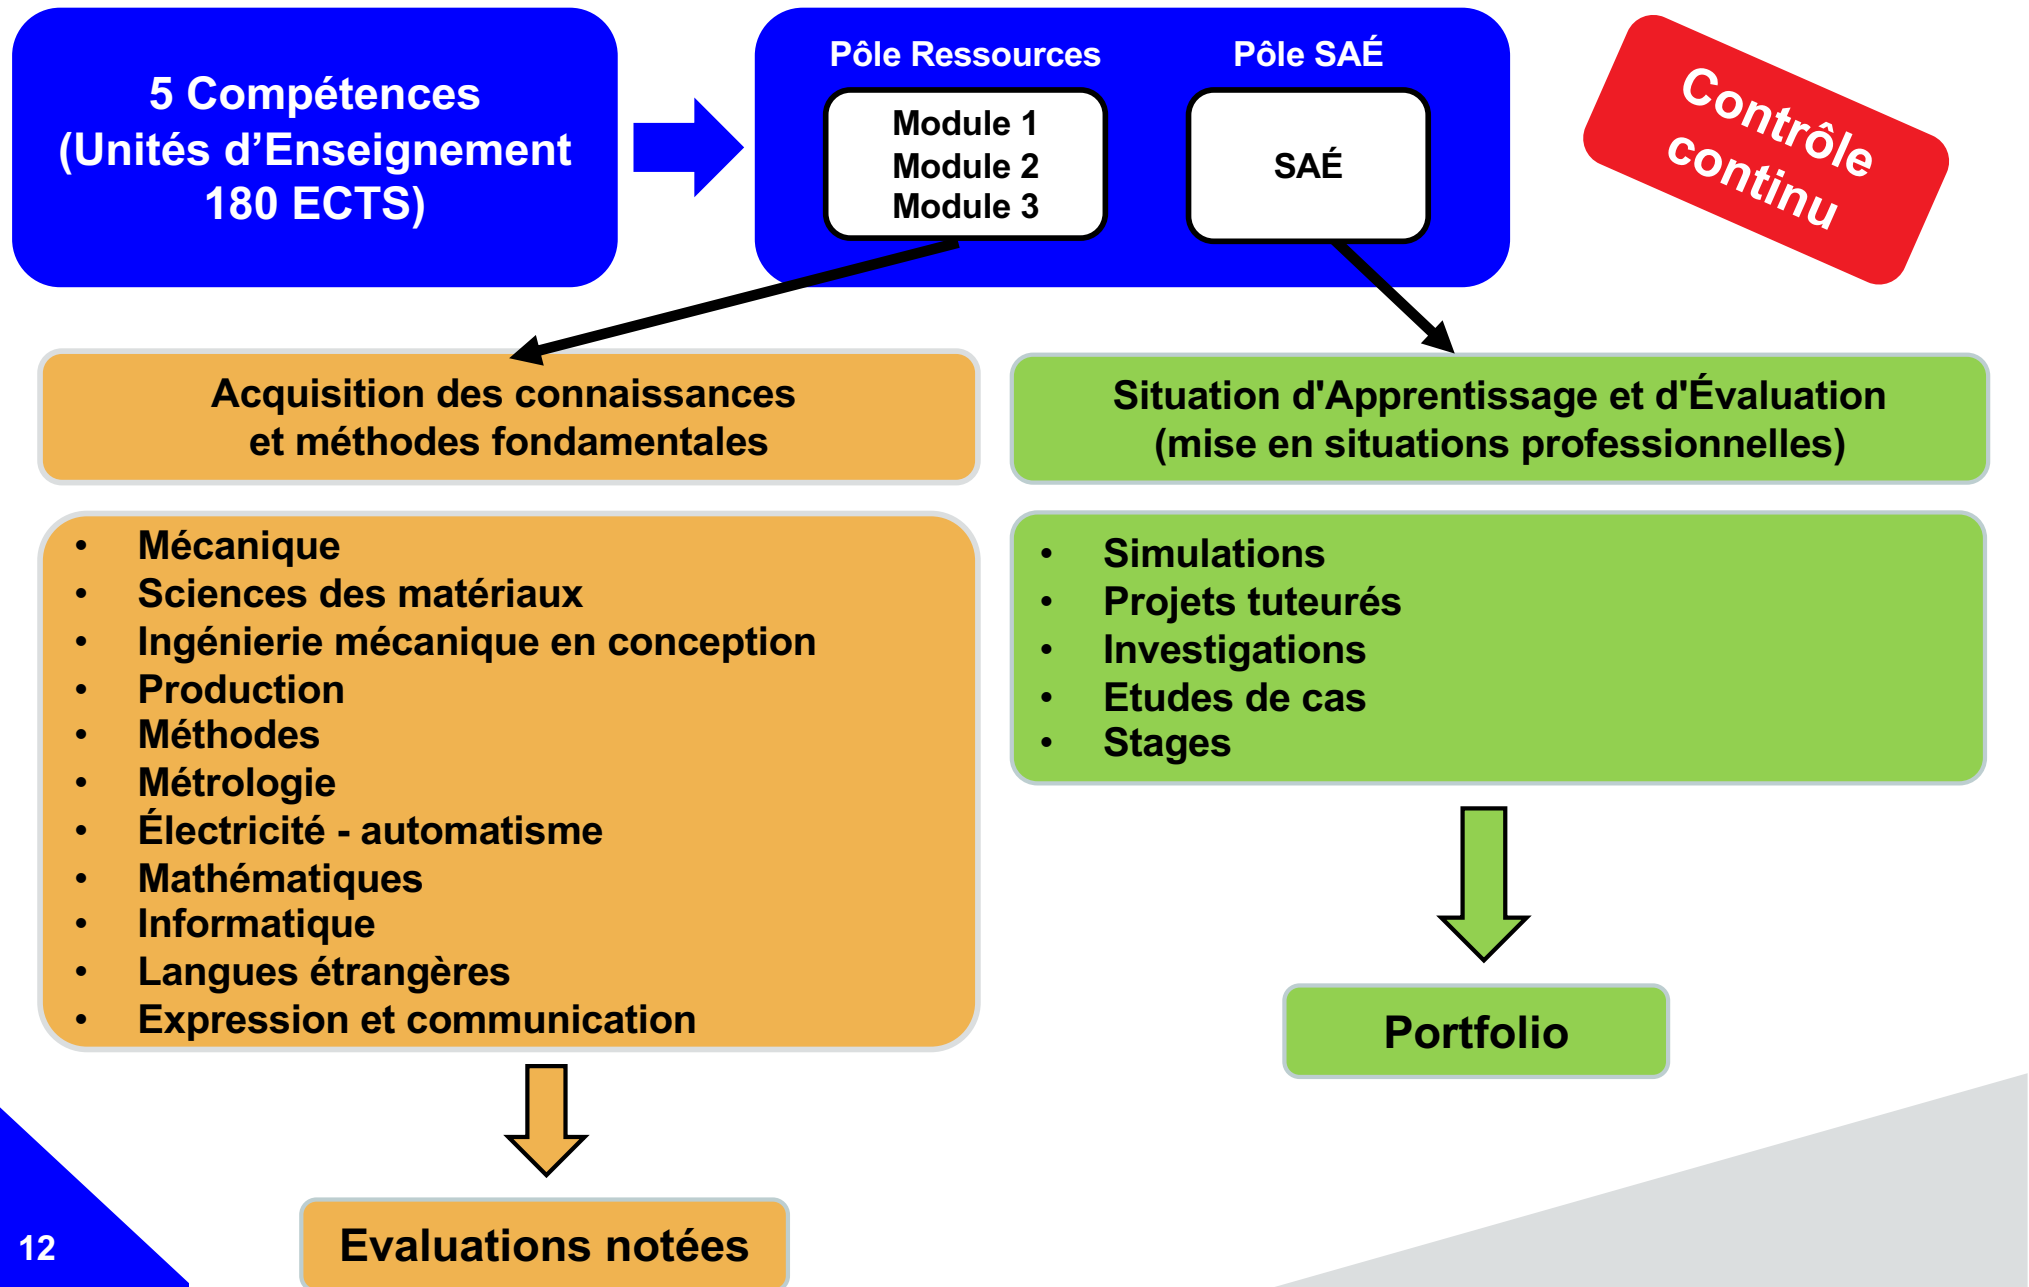 5 Compétences
(Unités d’Enseignement
180 ECTS)
Pôle Ressources
Module 1
Module 2
Module 3
Pôle SAÉ
SAÉ
Contrôle
continu
Acquisition des connaissances
et méthodes fondamentales
• Mécanique
• Sciences des matériaux
• Ingénierie mécanique en conception
• Production
• Méthodes
• Métrologie
• Électricité - automatisme
• Mathématiques
• Informatique
• Langues étrangères
• Expression et communication
Evaluations notées
Situation d'Apprentissage et d'Évaluation
(mise en situations professionnelles)
• Simulations
• Projets tuteurés
• Investigations
• Etudes de cas
• Stages
Portfolio
12